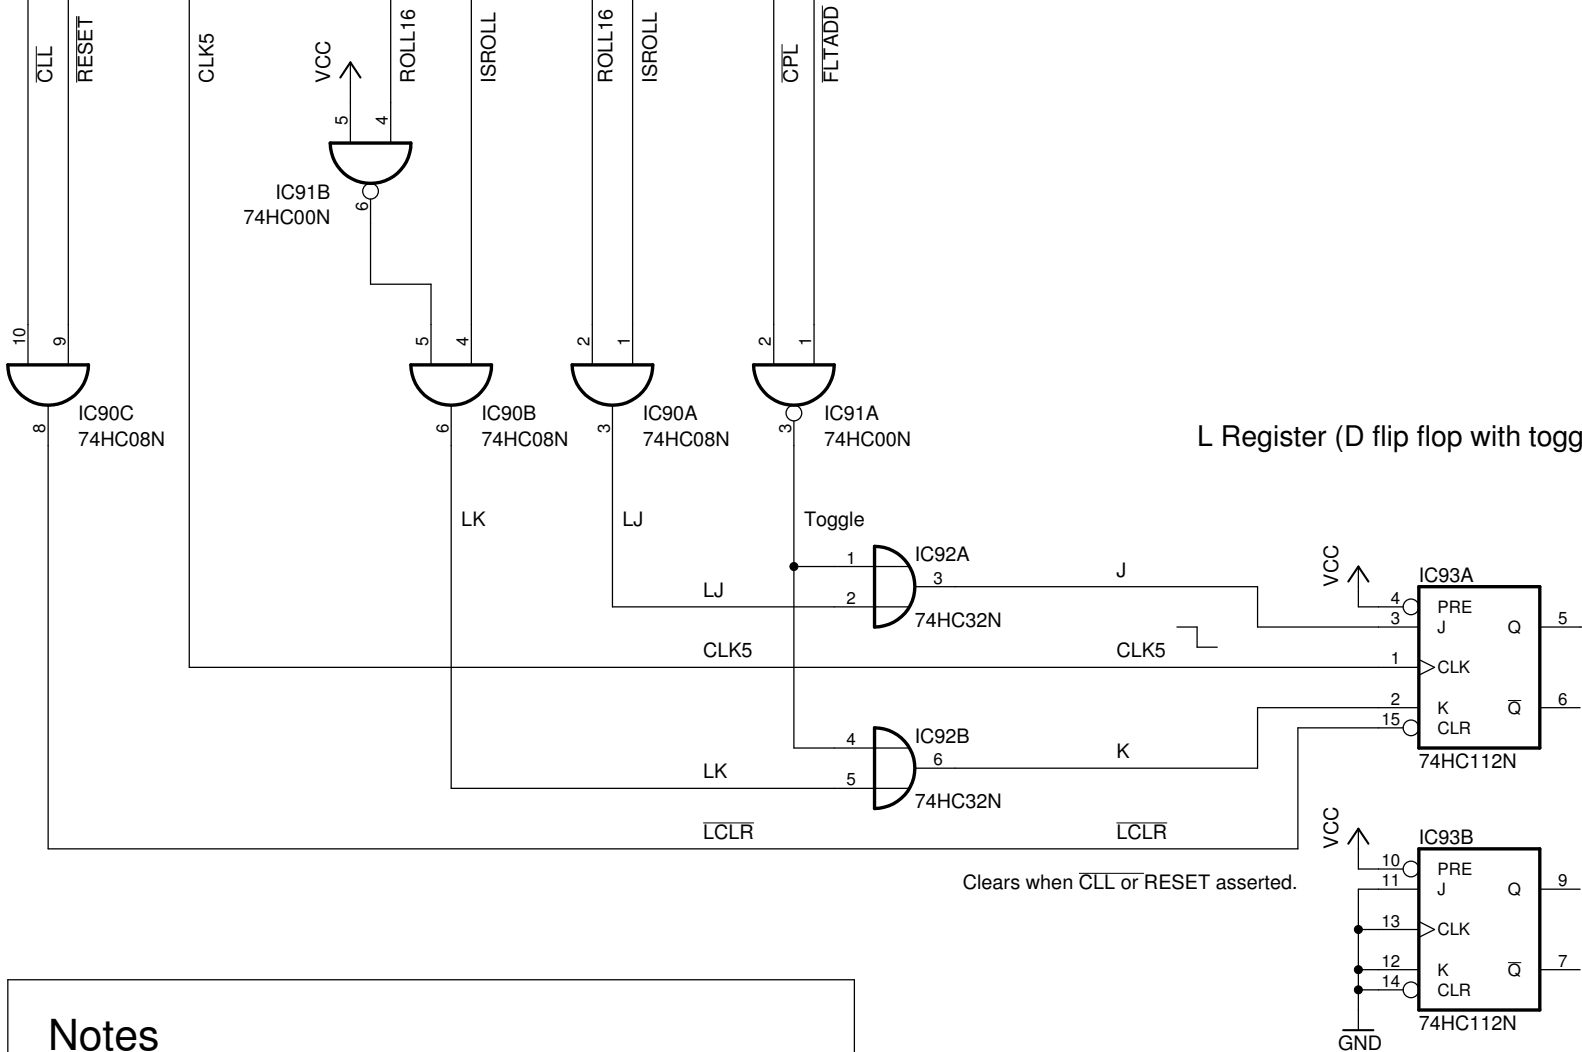 CLL
RESET
CLK5
VCC
ROLL16
ISROLL
ROLL16
ISROLL
CPL
FLTADD
5
4
IC91B
74HC00N
6
10
9
5
4
2
1
2
1
IC90C
74HC08N
8
IC90B
74HC08N
6
IC90A
74HC08N
3
IC91A
74HC00N
3
L Register (D flip flop with togg
LK
LJ
Toggle
1
IC92A
3
J
LJ
2
74HC32N
VCC
IC93A
4
PRE
3
J
Q
5
CLK5
CLK5
1
CLK
2
K
Q
6
15
CLR
74HC112N
4
IC92B
6
K
LK
5
74HC32N
LCLR
LCLR
Clears when CLL or RESET asserted.
VCC
IC93B
10
PRE
11
J
Q
9
13
CLK
12
K
Q
7
14
CLR
74HC112N
GND
Notes